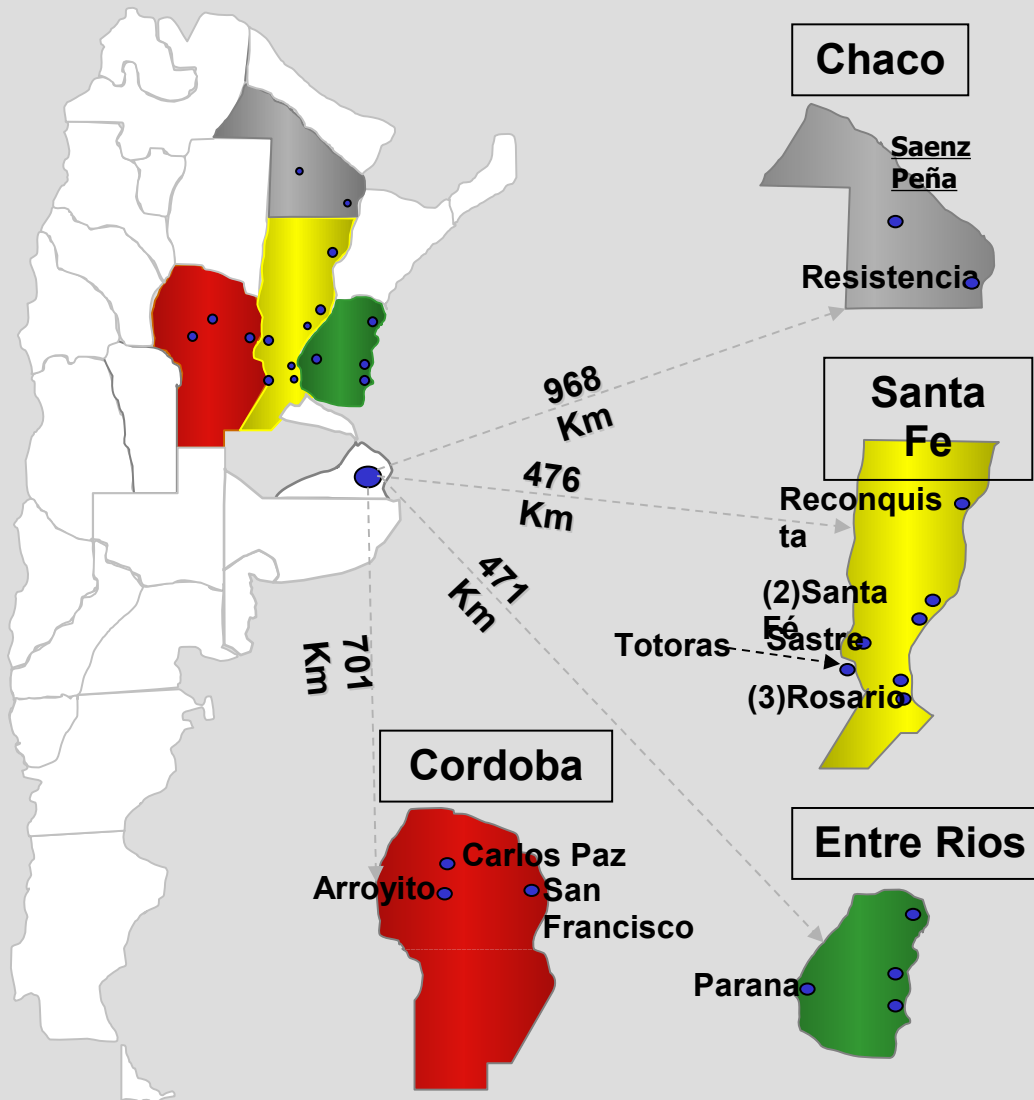 Chaco
Saenz
Peña
Resistencia
968
Km
Santa
Fe
476
Km
Reconquis
ta
471
Km
(2)Santa
Fé
Sastre
Totoras
701
Km
(3)Rosario
Cordoba
Carlos Paz
Arroyito
San
Francisco
Entre Rios
Parana